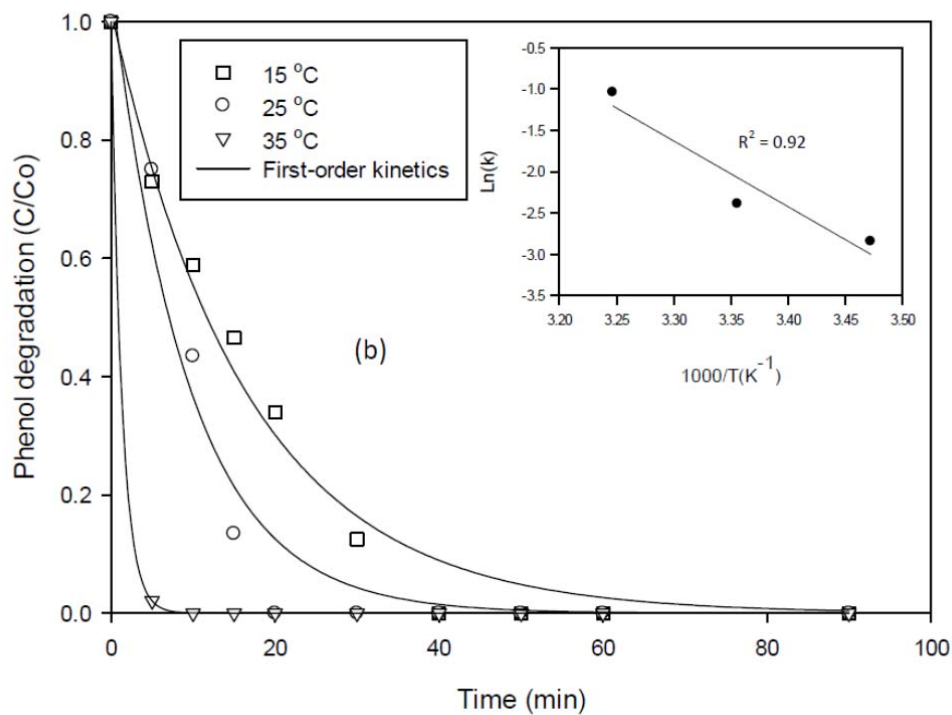 1.0
0.8
0.6
0.4
0.2
0.0
Phenol degradation (C/Co)
15 °C
25 °C
35 °C
First-order kinetics
(b)
-0.5
-1.0
-1.5
-2.0
-2.5
-3.0
-3.5
Ln(k)
R² = 0.92
3.20 3.25 3.30 3.35 3.40 3.45 3.50
1000/T(K⁻¹)
0 20 40 60 80 100
Time (min)